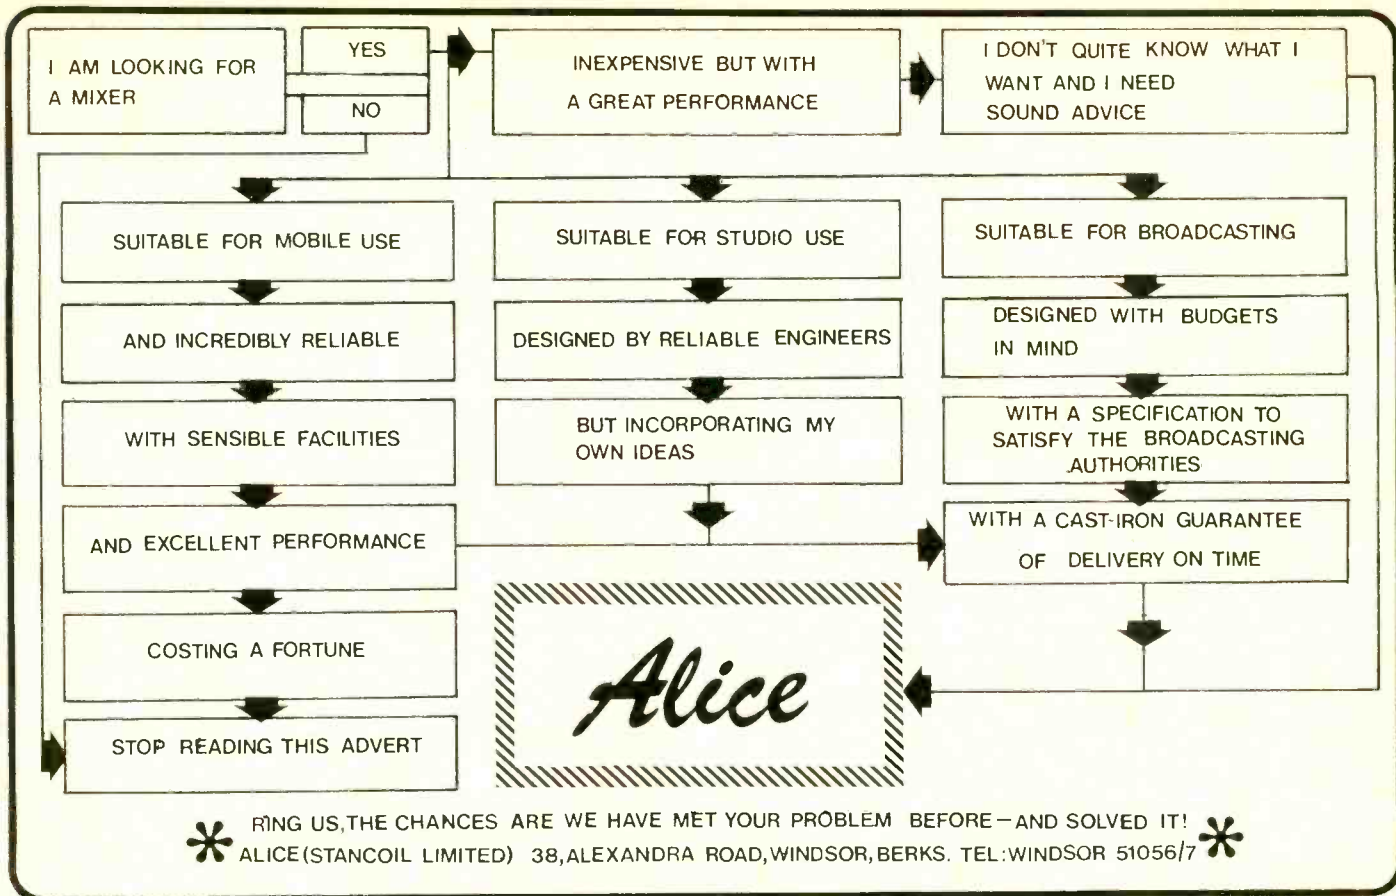 I AM LOOKING FOR
A MIXER
YES
NO
INEXPENSIVE BUT WITH
A GREAT PERFORMANCE
I DON'T QUITE KNOW WHAT I
WANT AND I NEED
SOUND ADVICE
SUITABLE FOR MOBILE USE
AND INCREDIBLY RELIABLE
WITH SENSIBLE FACILITIES
AND EXCELLENT PERFORMANCE
COSTING A FORTUNE
STOP READING THIS ADVERT
SUITABLE FOR STUDIO USE
DESIGNED BY RELIABLE ENGINEERS
BUT INCORPORATING MY
OWN IDEAS
SUITABLE FOR BROADCASTING
DESIGNED WITH BUDGETS
IN MIND
WITH A SPECIFICATION TO
SATISFY THE BROADCASTING
AUTHORITIES
WITH A CAST-IRON GUARANTEE
OF DELIVERY ON TIME
Alice
RING US, THE CHANCES ARE WE HAVE MET YOUR PROBLEM BEFORE — AND SOLVED IT!
ALICE (STANCOIL LIMITED) 38, ALEXANDRA ROAD, WINDSOR, BERKS. TEL: WINDSOR 51056/7